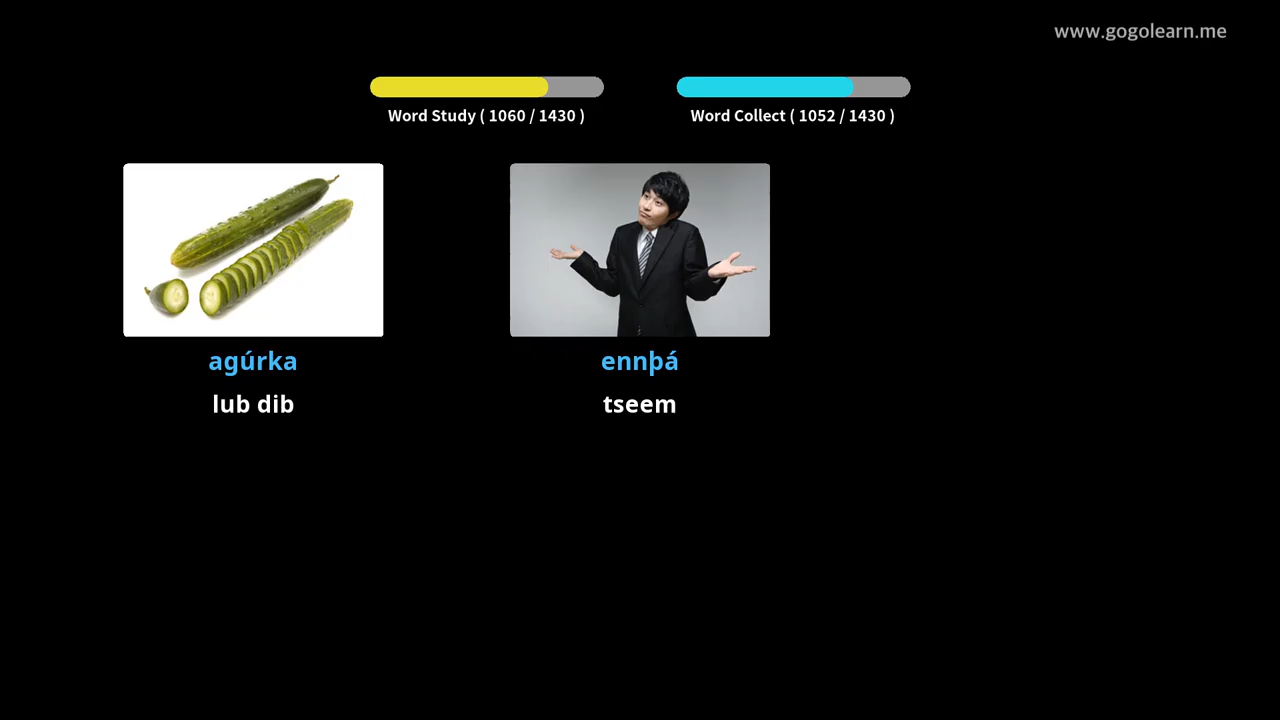 www.gogolearn.me
Word Study ( 1060 / 1430 )
Word Collect ( 1052 / 1430 )
agúrka
ennþá
lub dib
tseem